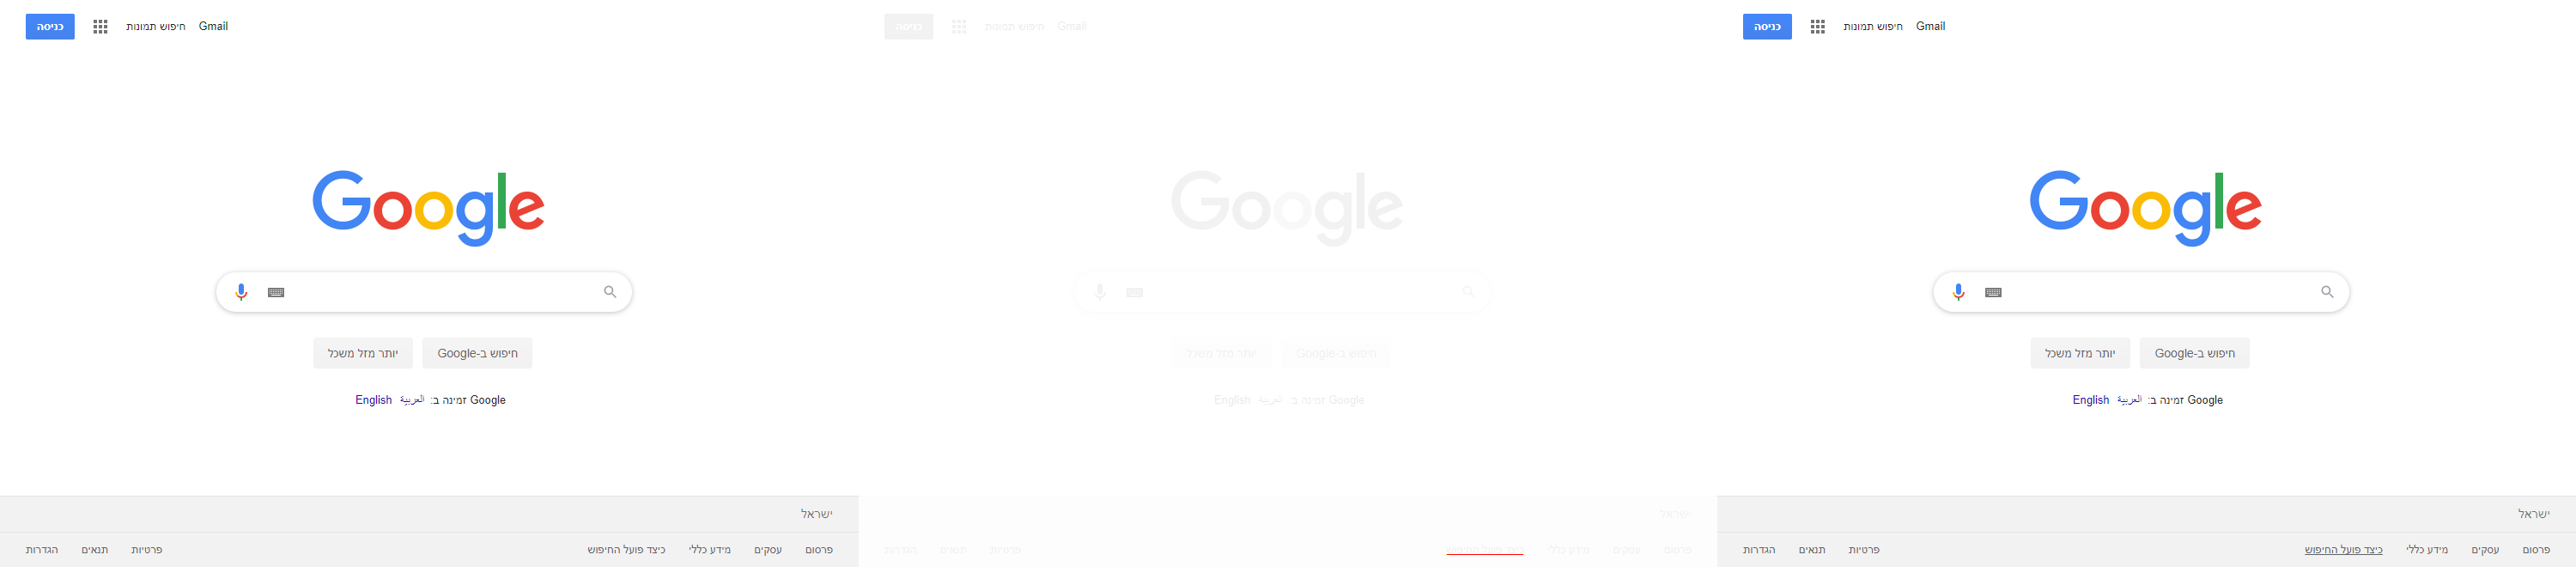 Gmail חיפוש תמונות כניסה
Google
חיפוש ב-Google יותר מזל משכל
Google זמינה ב: العربية English
ישראל
פרסום עסקים מידע כללי כיצד פועל החיפוש פרטיות תנאים הגדרות
Gmail חיפוש תמונות כניסה
Google
חיפוש ב-Google יותר מזל משכל
Google זמינה ב: العربية English
ישראל
פרסום עסקים מידע כללי כיצד פועל החיפוש פרטיות תנאים הגדרות
Gmail חיפוש תמונות כניסה
Google
חיפוש ב-Google יותר מזל משכל
Google זמינה ב: العربية English
ישראל
פרסום עסקים מידע כללי כיצד פועל החיפוש פרטיות תנאים הגדרות